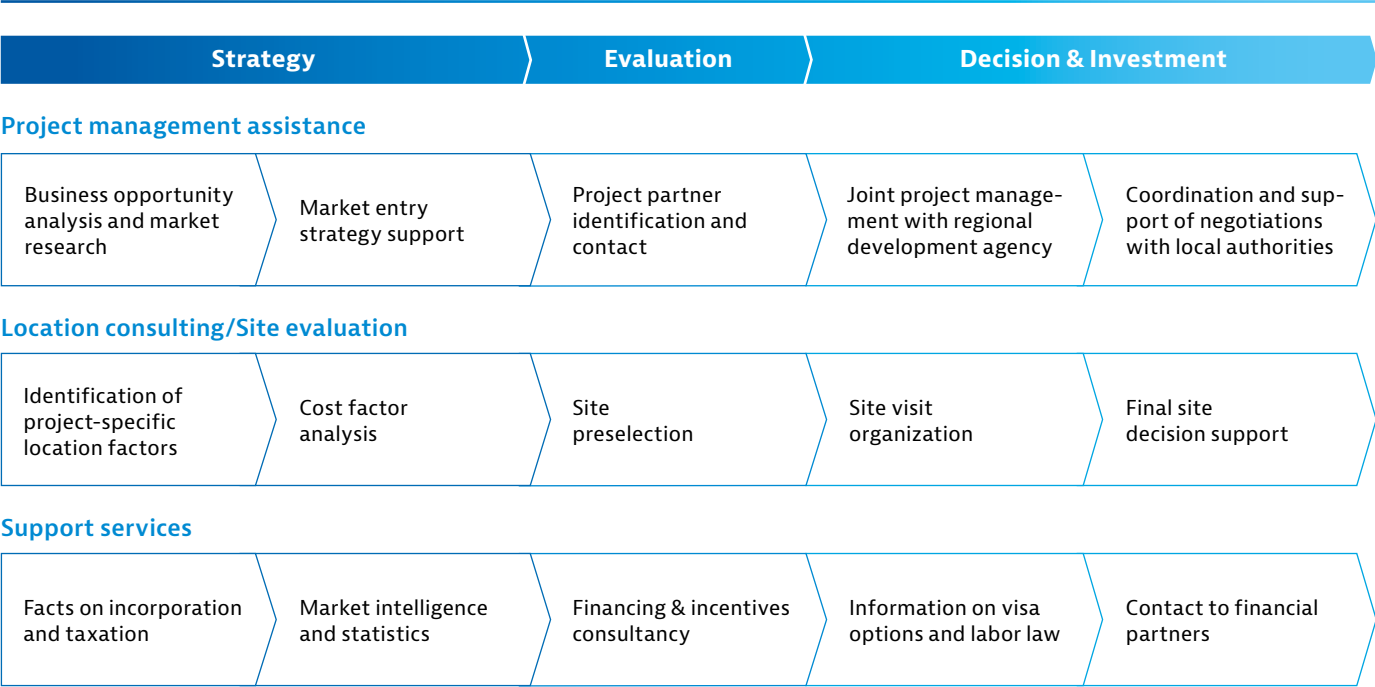 Strategy
Evaluation
Decision & Investment
Project management assistance
Business opportunity
analysis and market
research
Market entry
strategy support
Project partner
identification and
contact
Joint project manage-
ment with regional
development agency
Coordination and sup-
port of negotiations
with local authorities
Location consulting/Site evaluation
Identification of
project-specific
location factors
Cost factor
analysis
Site
preselection
Site visit
organization
Final site
decision support
Support services
Facts on incorporation
and taxation
Market intelligence
and statistics
Financing & incentives
consultancy
Information on visa
options and labor law
Contact to financial
partners